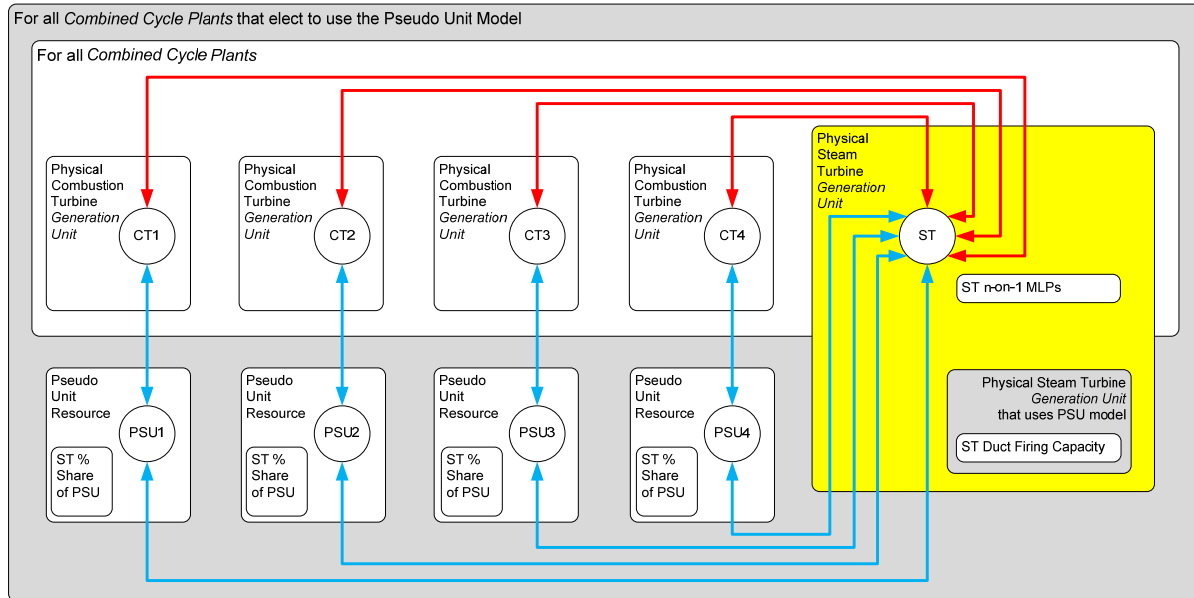 For all Combined Cycle Plants that elect to use the Pseudo Unit Model
For all Combined Cycle Plants
Physical
Combustion
Turbine
Generation
Unit
CT1
Physical
Combustion
Turbine
Generation
Unit
CT2
Physical
Combustion
Turbine
Generation
Unit
CT3
Physical
Combustion
Turbine
Generation
Unit
CT4
Physical
Steam
Turbine
Generation
Unit
ST
ST n-on-1 MLPs
Pseudo
Unit
Resource
PSU1
ST %
Share
of PSU
Pseudo
Unit
Resource
PSU2
ST %
Share
of PSU
Pseudo
Unit
Resource
PSU3
ST %
Share
of PSU
Pseudo
Unit
Resource
PSU4
ST %
Share
of PSU
Physical Steam Turbine
Generation Unit
that uses PSU model
ST Duct Firing Capacity